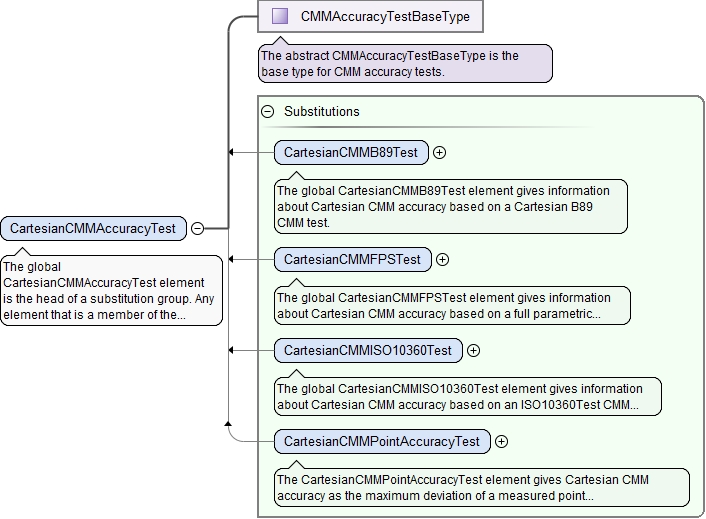 CMMAccuracyTestBaseType
The abstract CMMAccuracyTestBaseType is the
base type for CMM accuracy tests.
Substitutions
CartesianCMMB89Test
The global CartesianCMMB89Test element gives information
about Cartesian CMM accuracy based on a Cartesian B89
CMM test.
CartesianCMMAccuracyTest
The global
CartesianCMMAccuracyTest element
is the head of a substitution group. Any
element that is a member of the...
CartesianCMMFPSTest
The global CartesianCMMFPSTest element gives information
about Cartesian CMM accuracy based on a full parametric...
CartesianCMMISO10360Test
The global CartesianCMMISO10360Test element gives information
about Cartesian CMM accuracy based on an ISO10360Test CMM...
CartesianCMMPointAccuracyTest
The CartesianCMMPointAccuracyTest element gives Cartesian CMM
accuracy as the maximum deviation of a measured point...